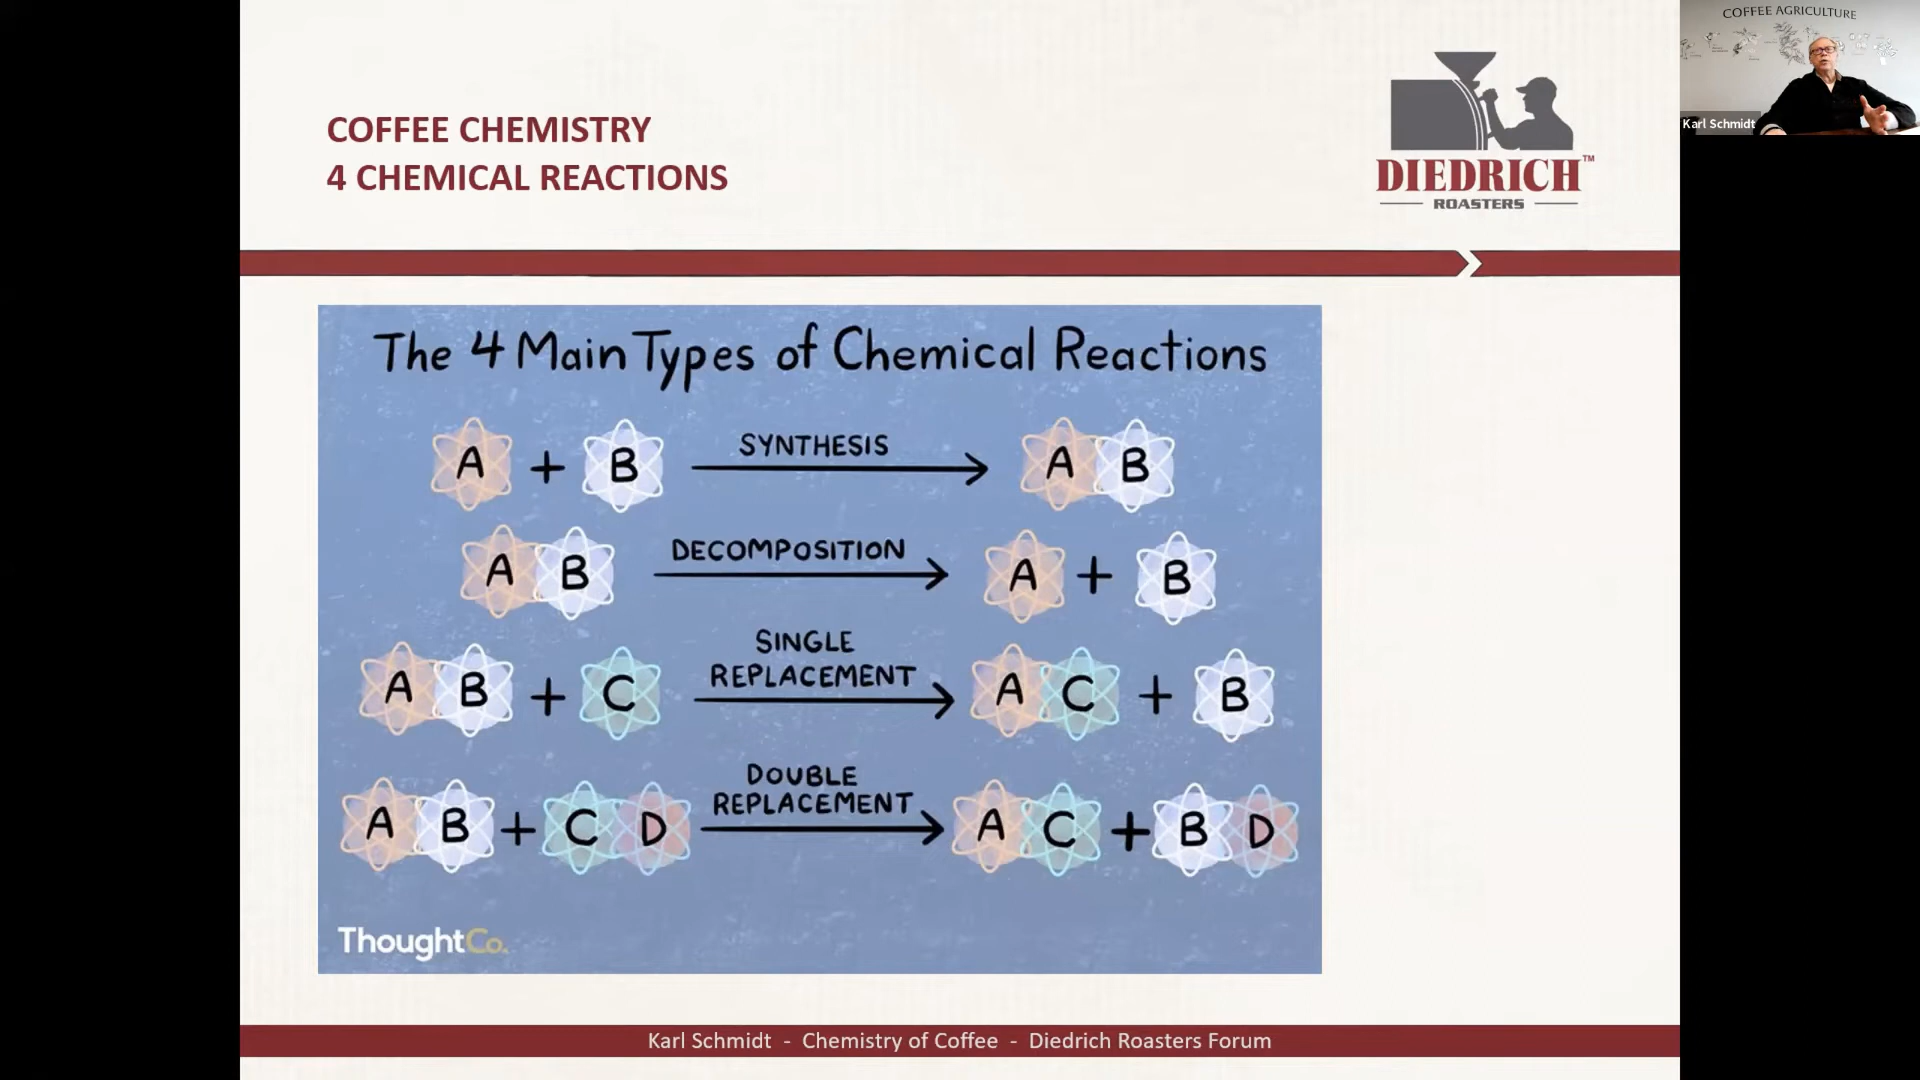 COFFEE CHEMISTRY
4 CHEMICAL REACTIONS
DIEDRICH™
ROASTERS
COFFEE AGRICULTURE
Karl Schmidt
The 4 Main Types of Chemical Reactions
A + B SYNTHESIS A B
A B DECOMPOSITION A + B
A B + C SINGLE REPLACEMENT A C + B
A B + C D DOUBLE REPLACEMENT A C + B D
ThoughtCo.
Karl Schmidt - Chemistry of Coffee - Diedrich Roasters Forum